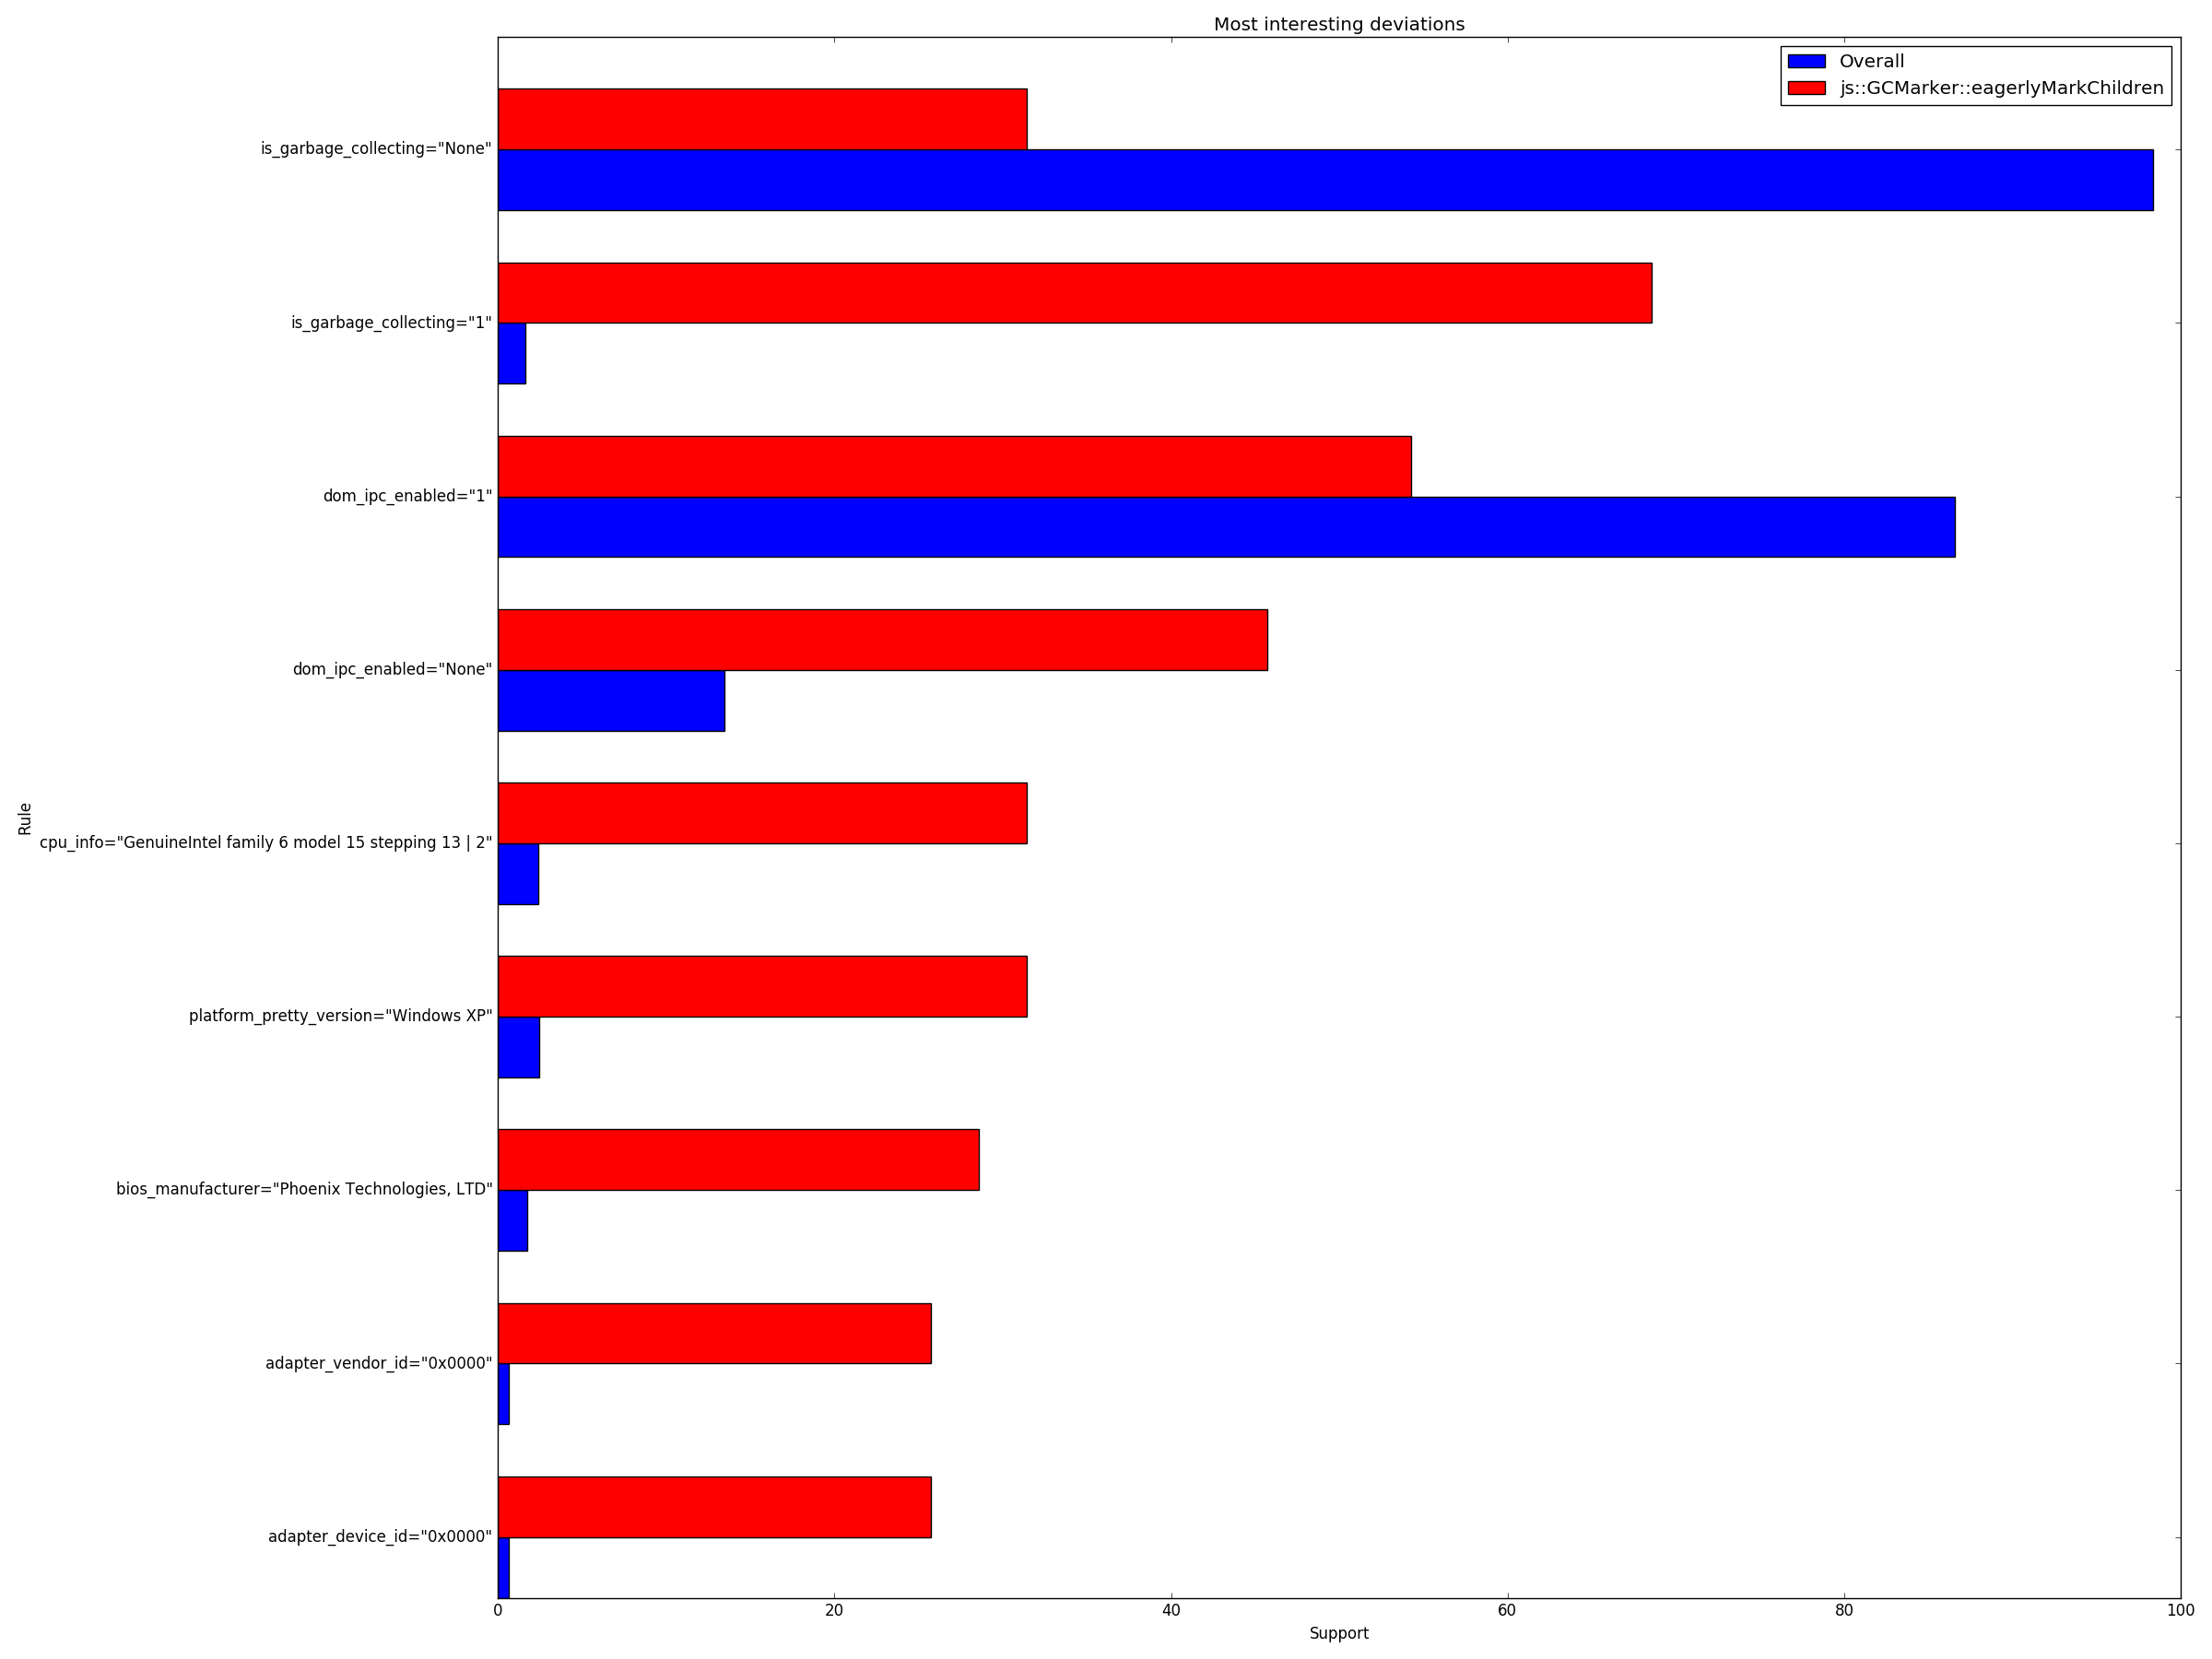 Most interesting deviations
Overall
js::GCMarker::eagerlyMarkChildren
is_garbage_collecting="None"
is_garbage_collecting="1"
dom_ipc_enabled="1"
dom_ipc_enabled="None"
Rule
cpu_info="GenuineIntel family 6 model 15 stepping 13 | 2"
platform_pretty_version="Windows XP"
bios_manufacturer="Phoenix Technologies, LTD"
adapter_vendor_id="0x0000"
adapter_device_id="0x0000"
0 20 40 60 80 100
Support